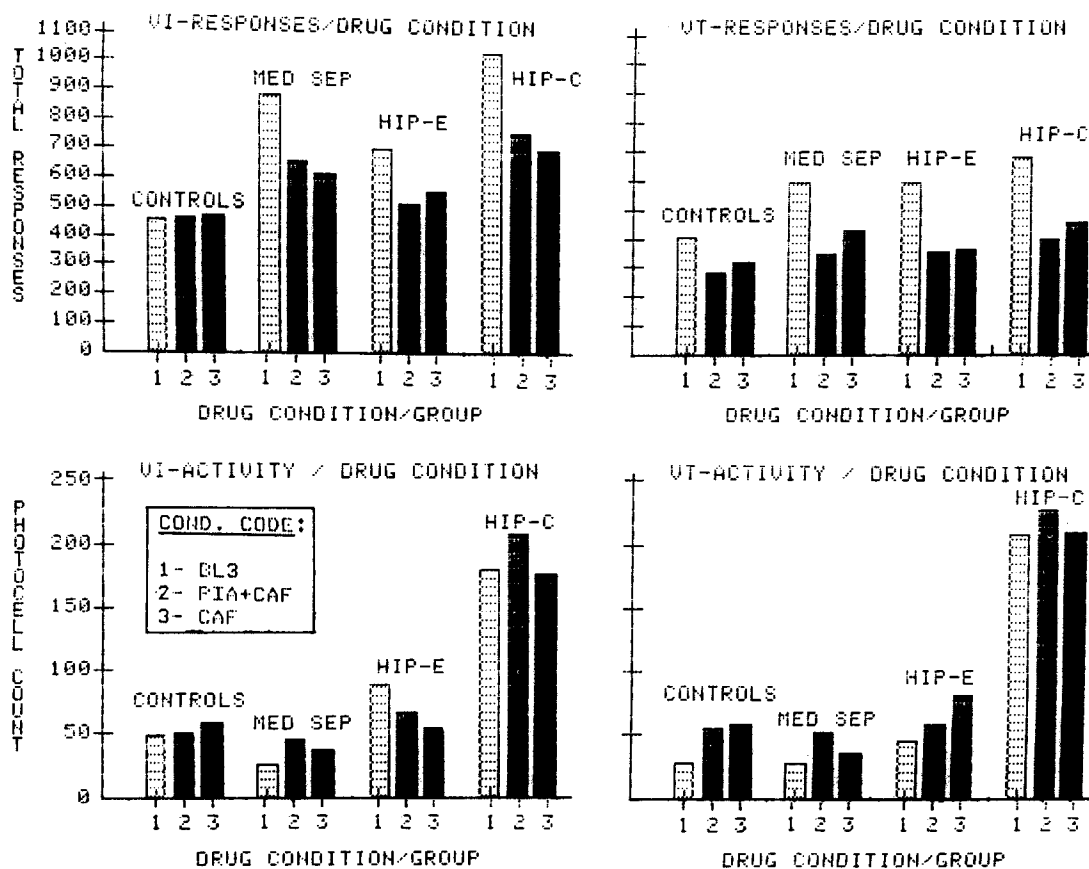 VI-RESPONSES/DRUG CONDITION
TOTAL RESPONSES
1100
1000
900
800
700
600
500
400
300
200
100
0
CONTROLS
MED SEP
HIP-E
HIP-C
1 2 3 1 2 3 1 2 3 1 2 3
DRUG CONDITION/GROUP
VT-RESPONSES/DRUG CONDITION
CONTROLS
MED SEP
HIP-E
HIP-C
1 2 3 1 2 3 1 2 3 1 2 3
DRUG CONDITION/GROUP
VI-ACTIVITY / DRUG CONDITION
PHOTOCELL COUNT
250
200
150
100
50
0
COND. CODE:
1- BL3
2- PIA+CAF
3- CAF
CONTROLS
MED SEP
HIP-E
HIP-C
1 2 3 1 2 3 1 2 3 1 2 3
DRUG CONDITION/GROUP
VT-ACTIVITY / DRUG CONDITION
CONTROLS
MED SEP
HIP-E
HIP-C
1 2 3 1 2 3 1 2 3 1 2 3
DRUG CONDITION/GROUP